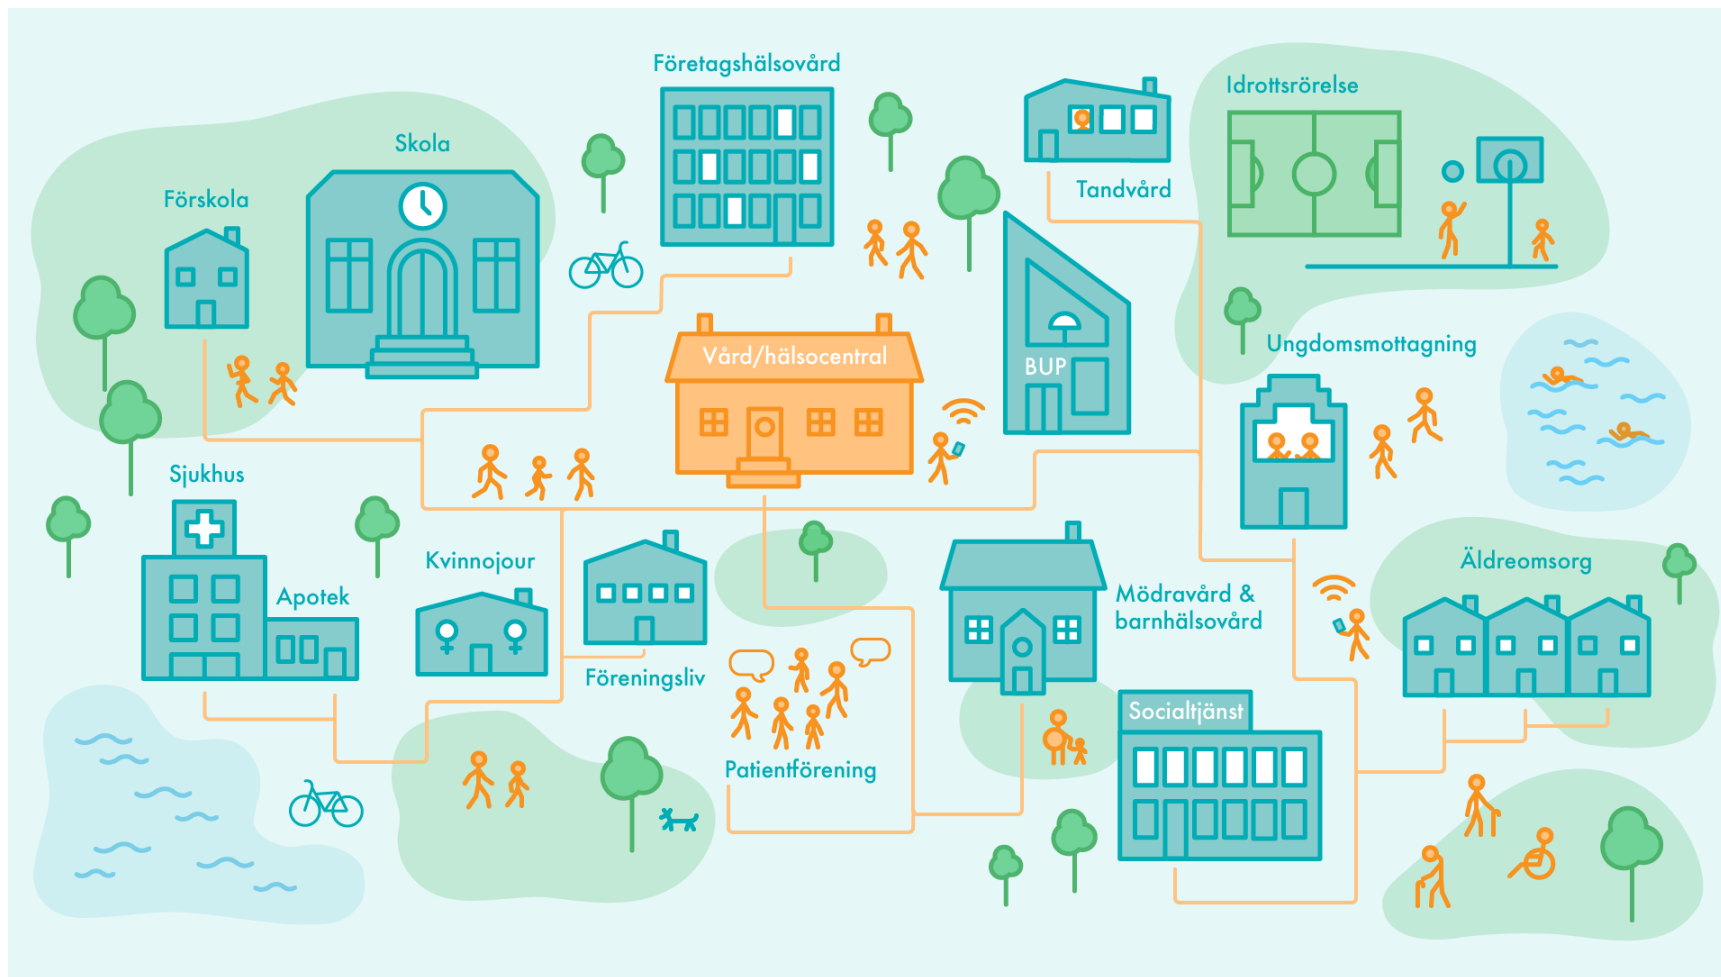 Företagshälsovård
Idrottsrörelse
Skola
Förskola
Tandvård
Vård/hälsocentral
BUP
Ungdomsmottagning
Sjukhus
Apotek
Kvinnojour
Föreningsliv
Mödravård &
barnhälsovård
Äldreomsorg
Socialtjänst
Patientförening